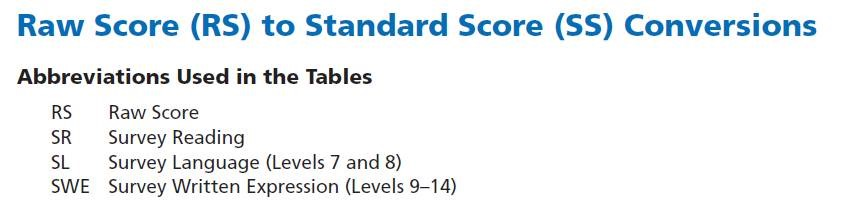 Raw Score (RS) to Standard Score (SS) Conversions
Abbreviations Used in the Tables
RS Raw Score
SR Survey Reading
SL Survey Language (Levels 7 and 8)
SWE Survey Written Expression (Levels 9–14)